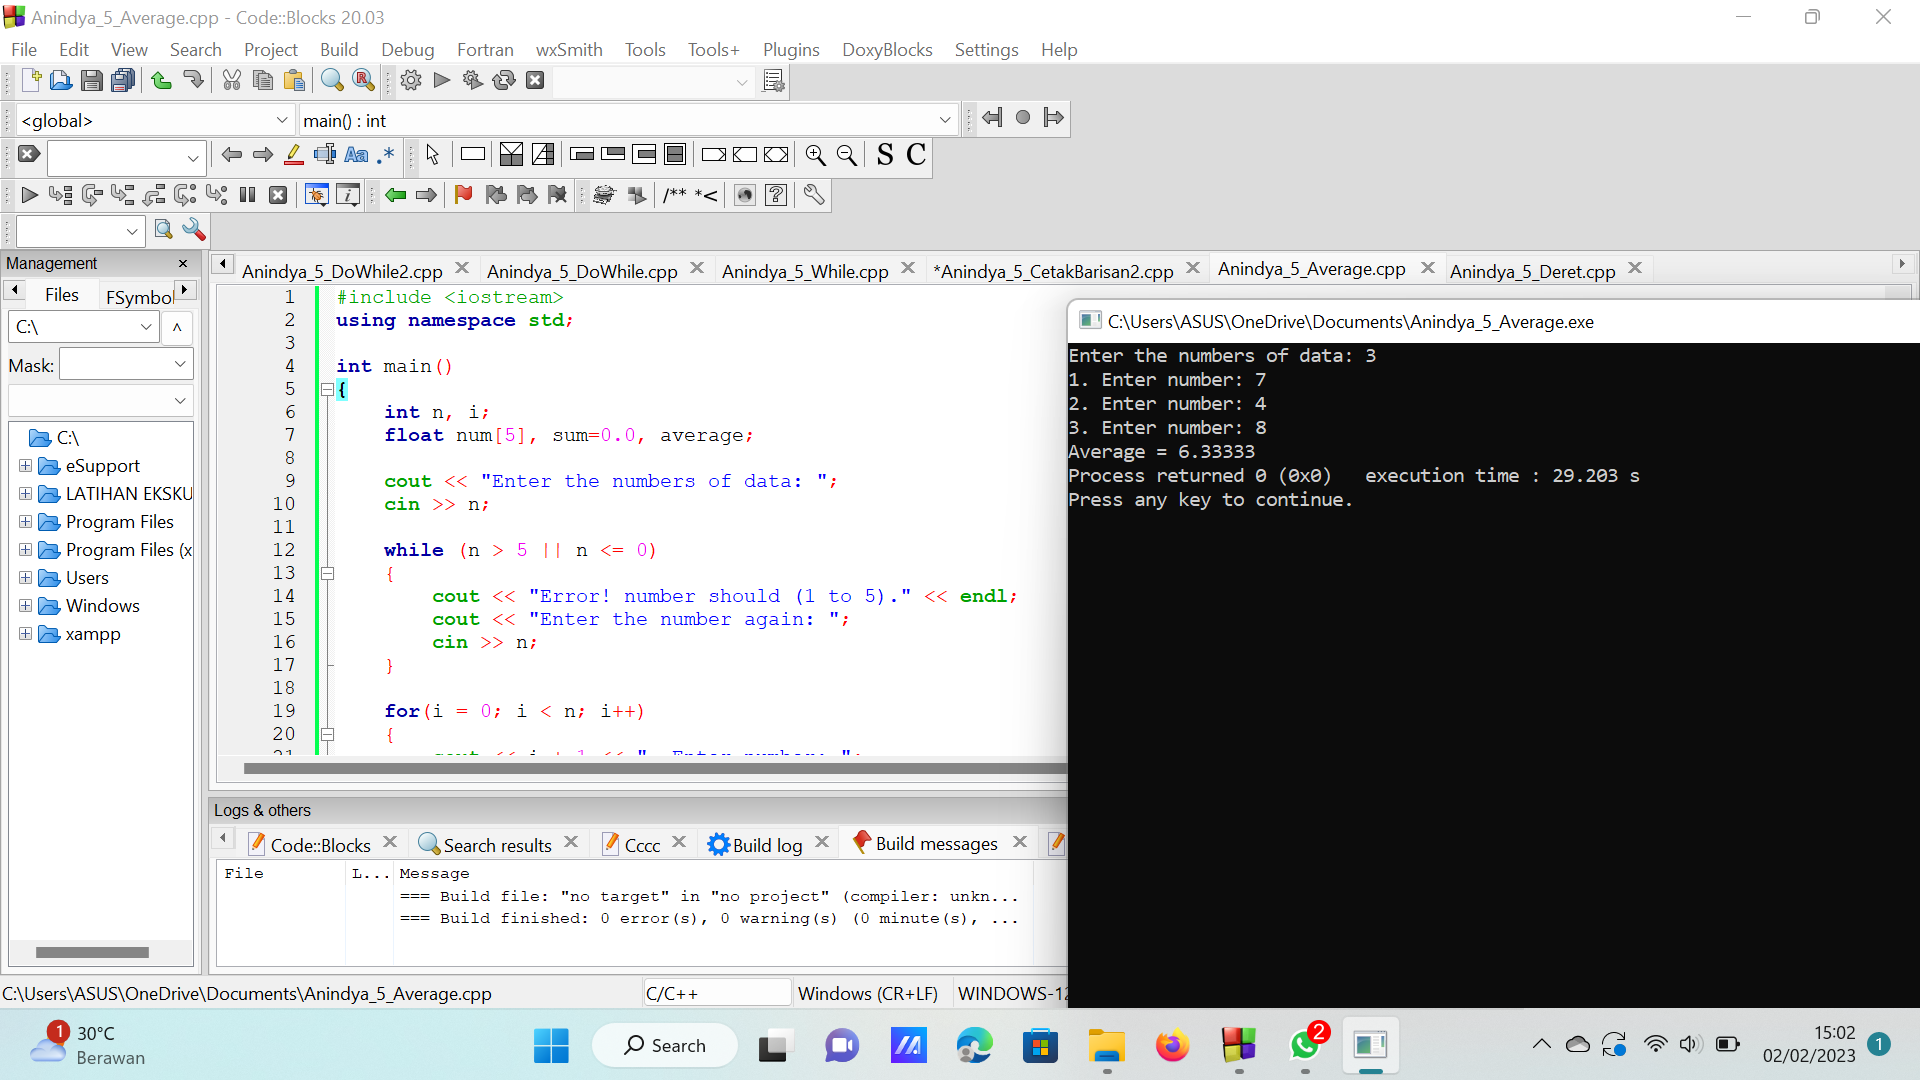 Anindya_5_Average.cpp - Code::Blocks 20.03
File Edit View Search Project Build Debug Fortran wxSmith Tools Tools+ Plugins DoxyBlocks Settings Help
<global> main() : int
Aa .* S C
/** *<
Management
Anindya_5_DoWhile2.cpp Anindya_5_DoWhile.cpp Anindya_5_While.cpp *Anindya_5_CetakBarisan2.cpp Anindya_5_Average.cpp Anindya_5_Deret.cpp
Files FSymbol
C:\
Mask:
C:\
eSupport
LATIHAN EKSKU
Program Files
Program Files (x
Users
Windows
xampp
1 #include <iostream>
2 using namespace std;
3
4 int main()
5 {
6 int n, i;
7 float num[5], sum=0.0, average;
8
9 cout << "Enter the numbers of data: ";
10 cin >> n;
11
12 while (n > 5 || n <= 0)
13 {
14 cout << "Error! number should (1 to 5)." << endl;
15 cout << "Enter the number again: ";
16 cin >> n;
17 }
18
19 for(i = 0; i < n; i++)
20 {
21 cout << i + 1 << ". Enter number: ";
C:\Users\ASUS\OneDrive\Documents\Anindya_5_Average.exe
Enter the numbers of data: 3
1. Enter number: 7
2. Enter number: 4
3. Enter number: 8
Average = 6.33333
Process returned 0 (0x0) execution time : 29.203 s
Press any key to continue.
Logs & others
Code::Blocks Search results Cccc Build log Build messages
File L... Message
=== Build file: "no target" in "no project" (compiler: unkn...
=== Build finished: 0 error(s), 0 warning(s) (0 minute(s), ...
C:\Users\ASUS\OneDrive\Documents\Anindya_5_Average.cpp C/C++ Windows (CR+LF) WINDOWS-12
1 30°C
Berawan
Search
2
15:02
02/02/2023
1